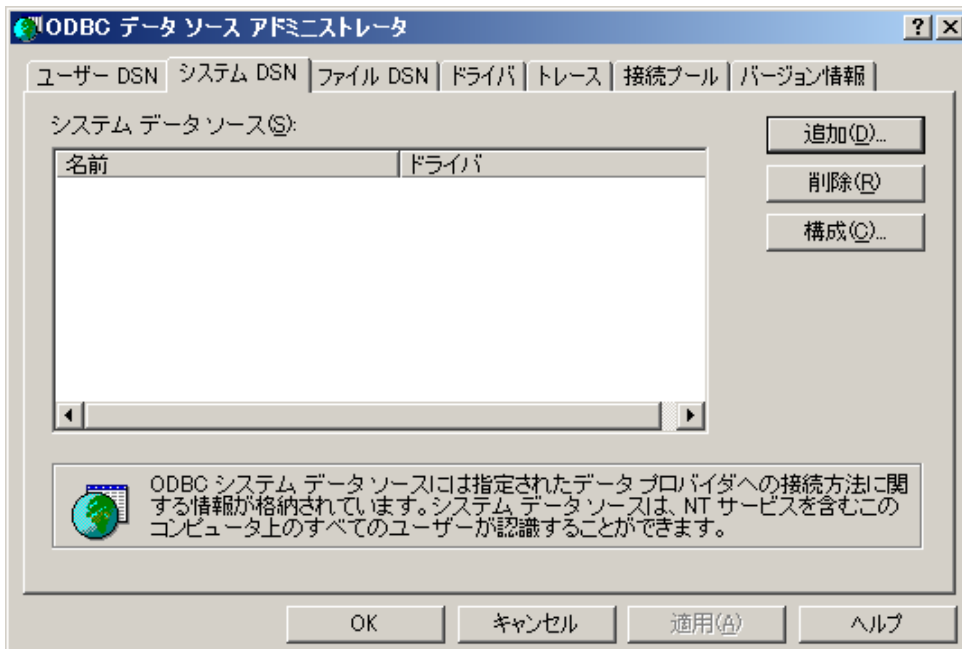 ODBC データ ソース アドミニストレータ
ユーザー DSN システム DSN ファイル DSN ドライバ トレース 接続プール バージョン情報
システム データ ソース(S):
追加(D)...
名前 ドライバ
削除(R)
構成(C)...
ODBC システム データ ソースには指定されたデータ プロバイダへの接続方法に関
する情報が格納されています。システム データ ソースは、NT サービスを含むこの
コンピュータ上のすべてのユーザーが認識することができます。
OK キャンセル 適用(A) ヘルプ